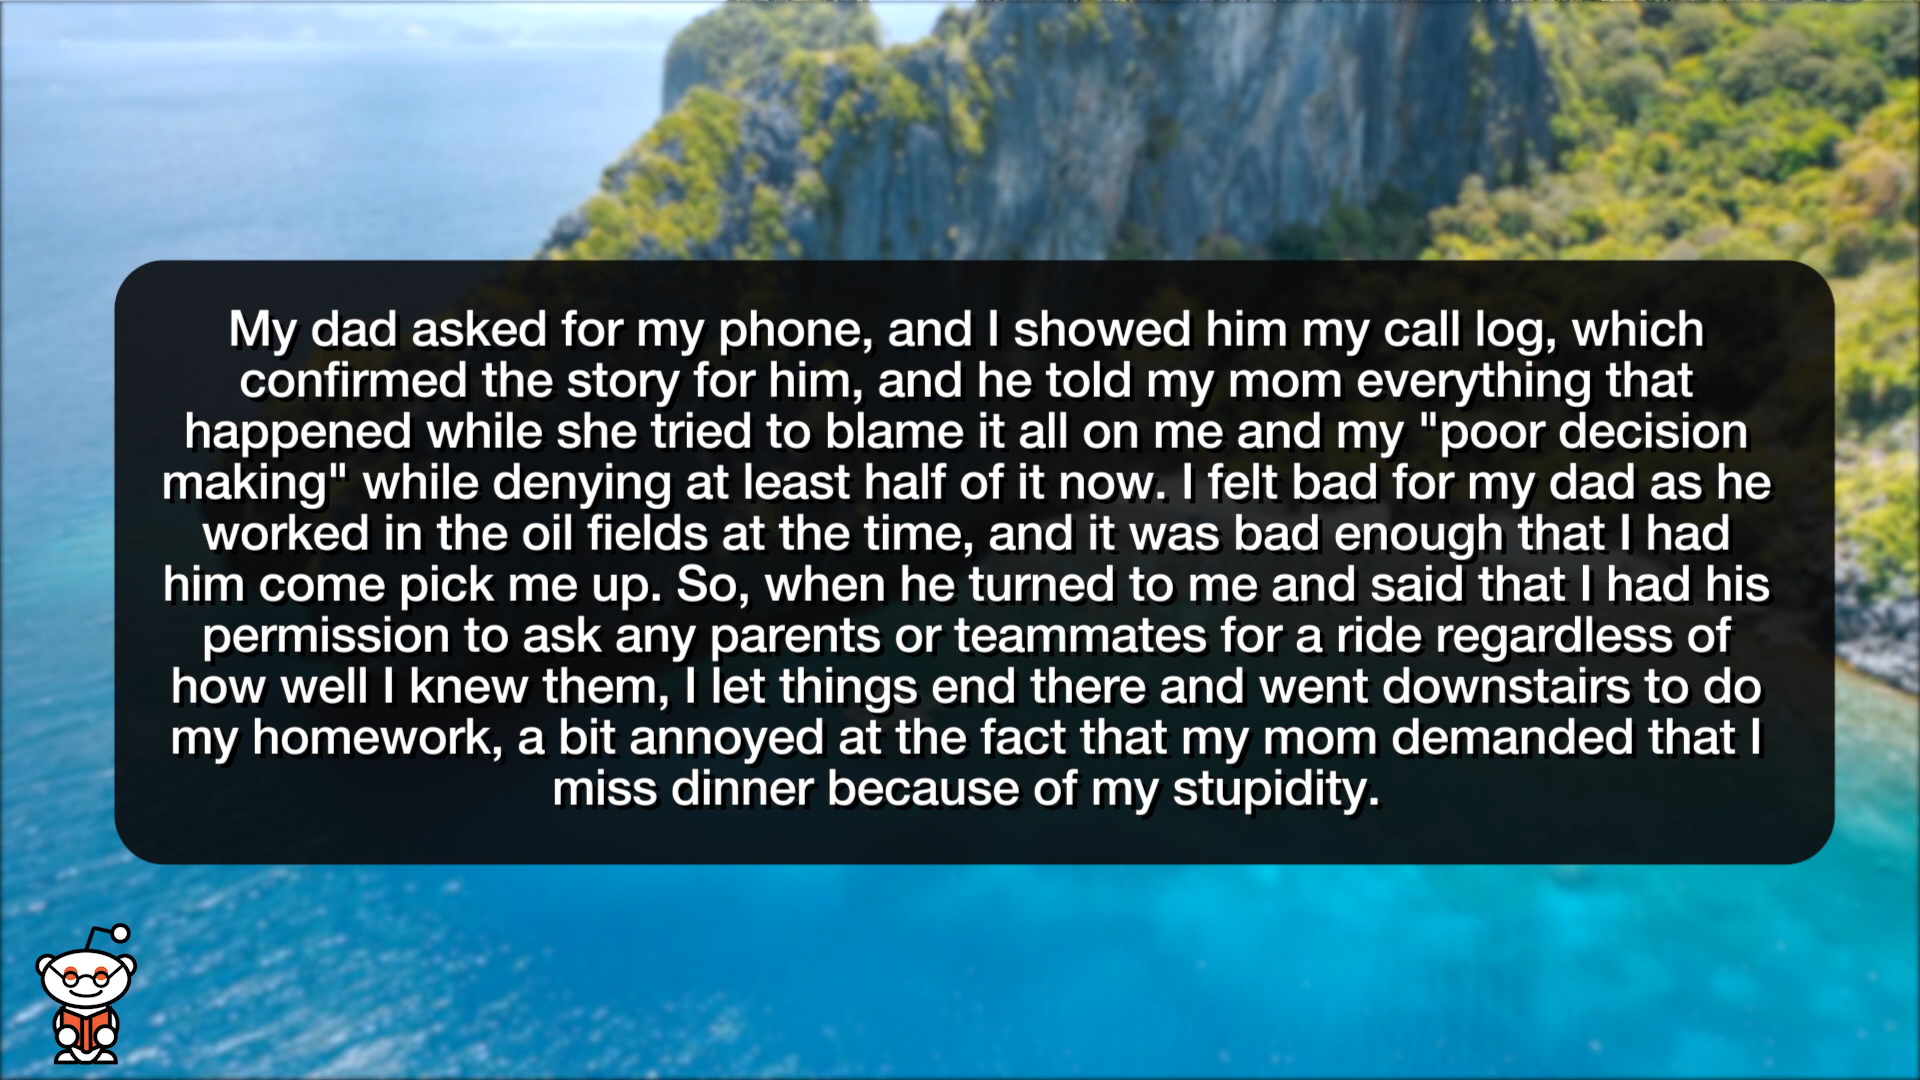 My dad asked for my phone, and I showed him my call log, which
confirmed the story for him, and he told my mom everything that
happened while she tried to blame it all on me and my "poor decision
making" while denying at least half of it now. I felt bad for my dad as he
worked in the oil fields at the time, and it was bad enough that I had
him come pick me up. So, when he turned to me and said that I had his
permission to ask any parents or teammates for a ride regardless of
how well I knew them, I let things end there and went downstairs to do
my homework, a bit annoyed at the fact that my mom demanded that I
miss dinner because of my stupidity.